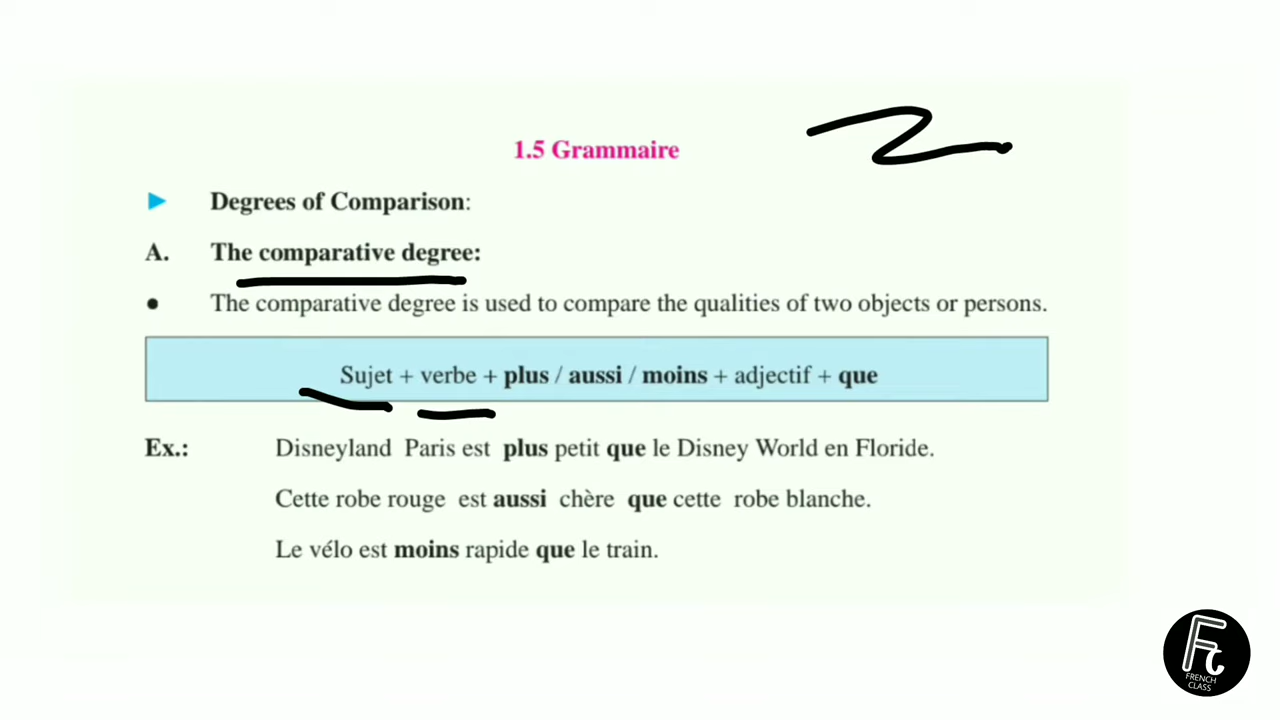 1.5 Grammaire
► Degrees of Comparison:
A. The comparative degree:
• The comparative degree is used to compare the qualities of two objects or persons.
Sujet + verbe + plus / aussi / moins + adjectif + que
Ex.: Disneyland Paris est plus petit que le Disney World en Floride.
Cette robe rouge est aussi chère que cette robe blanche.
Le vélo est moins rapide que le train.
FC
FRENCH
CLASS